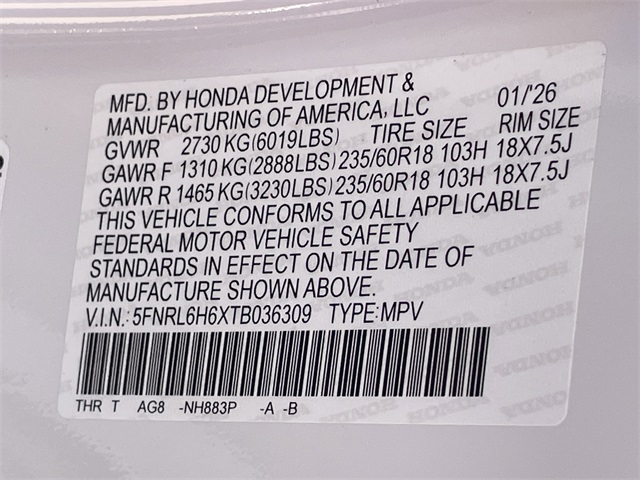 MFD. BY HONDA DEVELOPMENT &
MANUFACTURING OF AMERICA, LLC 01/'26
GVWR 2730 KG(6019LBS) TIRE SIZE RIM SIZE
GAWR F 1310 KG(2888LBS) 235/60R18 103H 18X7.5J
GAWR R 1465 KG(3230LBS) 235/60R18 103H 18X7.5J
THIS VEHICLE CONFORMS TO ALL APPLICABLE
FEDERAL MOTOR VEHICLE SAFETY
STANDARDS IN EFFECT ON THE DATE OF
MANUFACTURE SHOWN ABOVE.
V.I.N.: 5FNRL6H6XTB036309 TYPE: MPV
THR T AG8 -NH883P -A -B